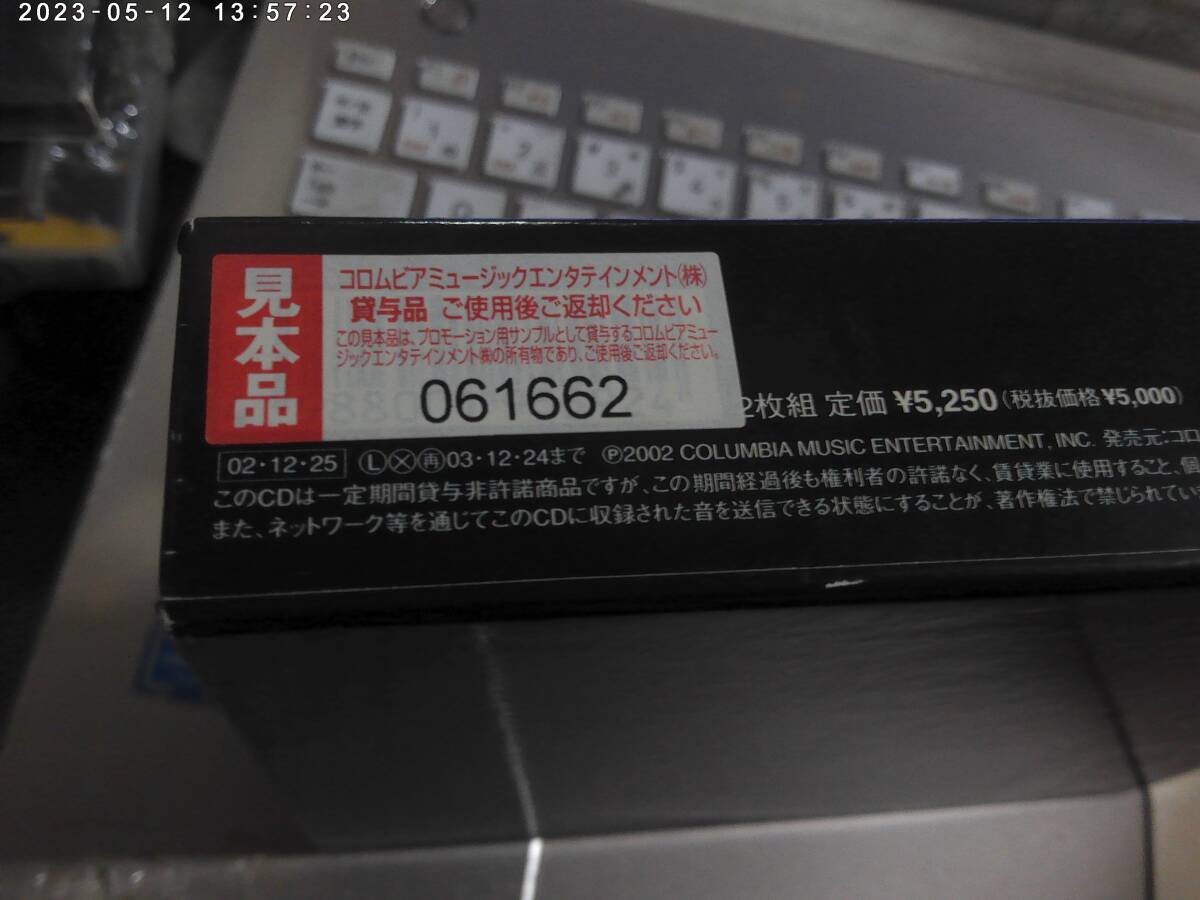 2023-05-12 13:57:23
見本品
コロムビアミュージックエンタテインメント(株)
貸与品 ご使用後ご返却ください
この見本品は、プロモーション用サンプルとして貸与するコロムビアミュー
ジックエンタテインメント㈱の所有物であり、ご使用後ご返却ください。
061662
2枚組 定価 ¥5,250(税抜価格¥5,000)
02・12・25 Ⓛ Ⓧ ㊢03・12・24まで ℗2002 COLUMBIA MUSIC ENTERTAINMENT, INC. 発売元:コロ
このCDは一定期間貸与非許諾商品ですが、この期間経過後も権利者の許諾なく、賃貸業に使用すること、個
また、ネットワーク等を通じてこのCDに収録された音を送信できる状態にすることが、著作権法で禁じられてい